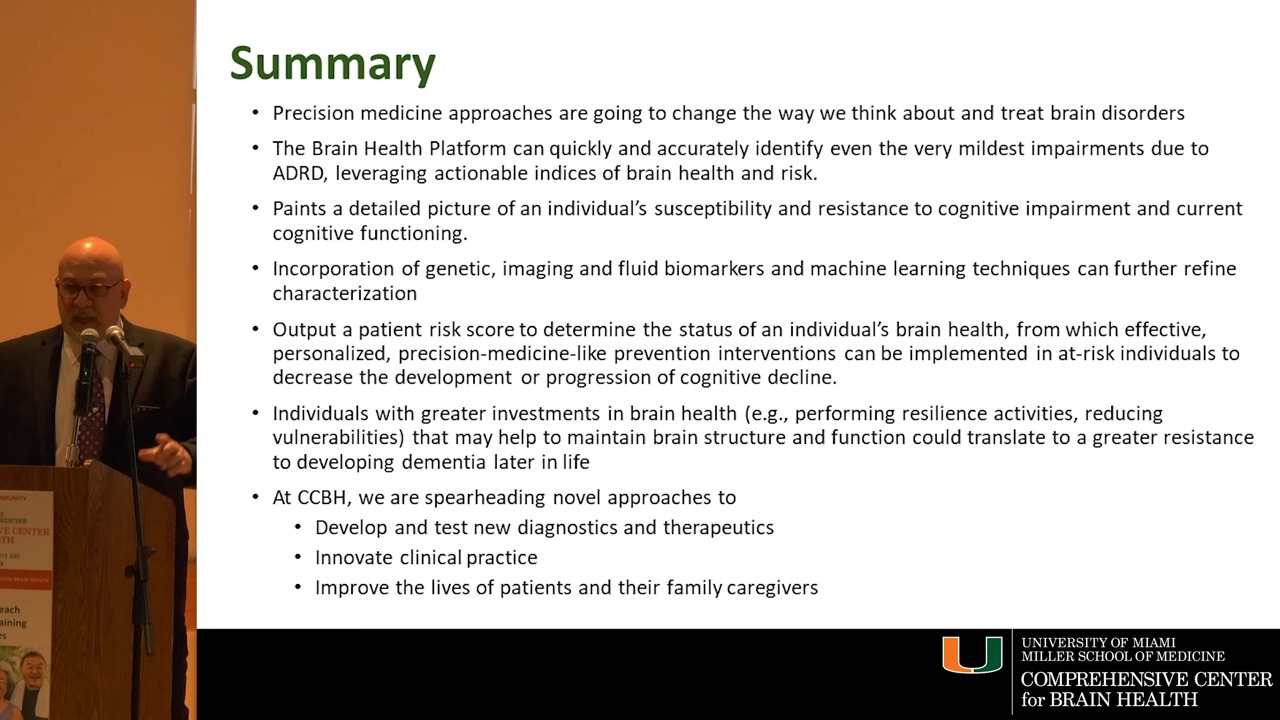 Summary
• Precision medicine approaches are going to change the way we think about and treat brain disorders
• The Brain Health Platform can quickly and accurately identify even the very mildest impairments due to
ADRD, leveraging actionable indices of brain health and risk.
• Paints a detailed picture of an individual’s susceptibility and resistance to cognitive impairment and current
cognitive functioning.
• Incorporation of genetic, imaging and fluid biomarkers and machine learning techniques can further refine
characterization
• Output a patient risk score to determine the status of an individual’s brain health, from which effective,
personalized, precision-medicine-like prevention interventions can be implemented in at-risk individuals to
decrease the development or progression of cognitive decline.
• Individuals with greater investments in brain health (e.g., performing resilience activities, reducing
vulnerabilities) that may help to maintain brain structure and function could translate to a greater resistance
to developing dementia later in life
• At CCBH, we are spearheading novel approaches to
• Develop and test new diagnostics and therapeutics
• Innovate clinical practice
• Improve the lives of patients and their family caregivers
UNIVERSITY OF MIAMI
MILLER SCHOOL OF MEDICINE
COMPREHENSIVE CENTER
for BRAIN HEALTH
CENTER
BRAIN HEALTH